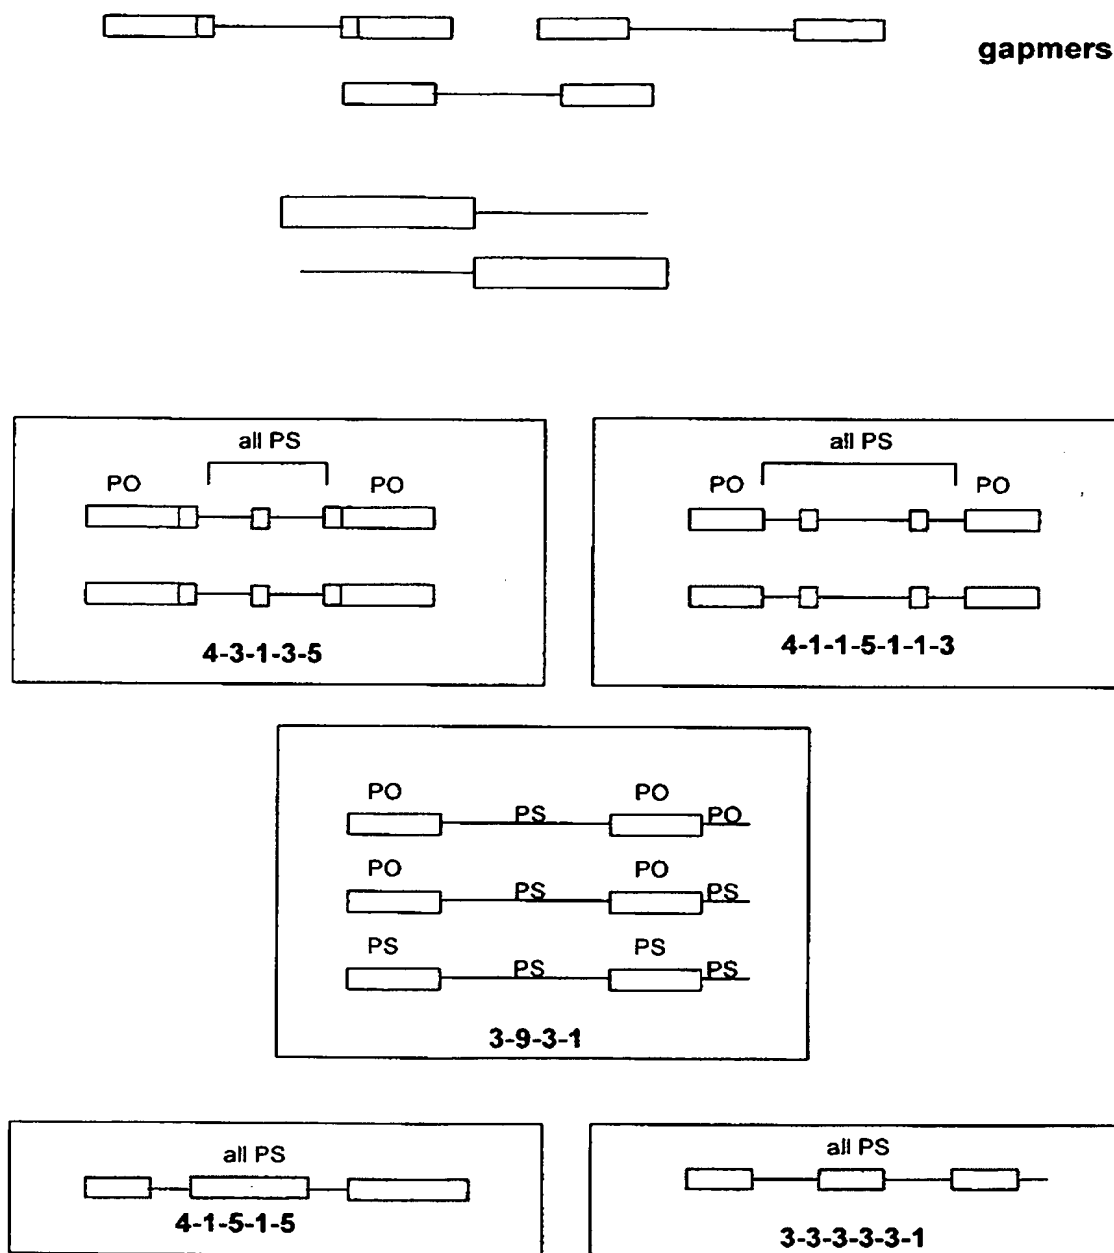 gapmers
all PS
PO PO
4-3-1-3-5
all PS
PO PO
4-1-1-5-1-1-3
PO PO
PS PO
PO PO
PS PS
PS PS
PS PS
3-9-3-1
all PS
4-1-5-1-5
all PS
3-3-3-3-3-1